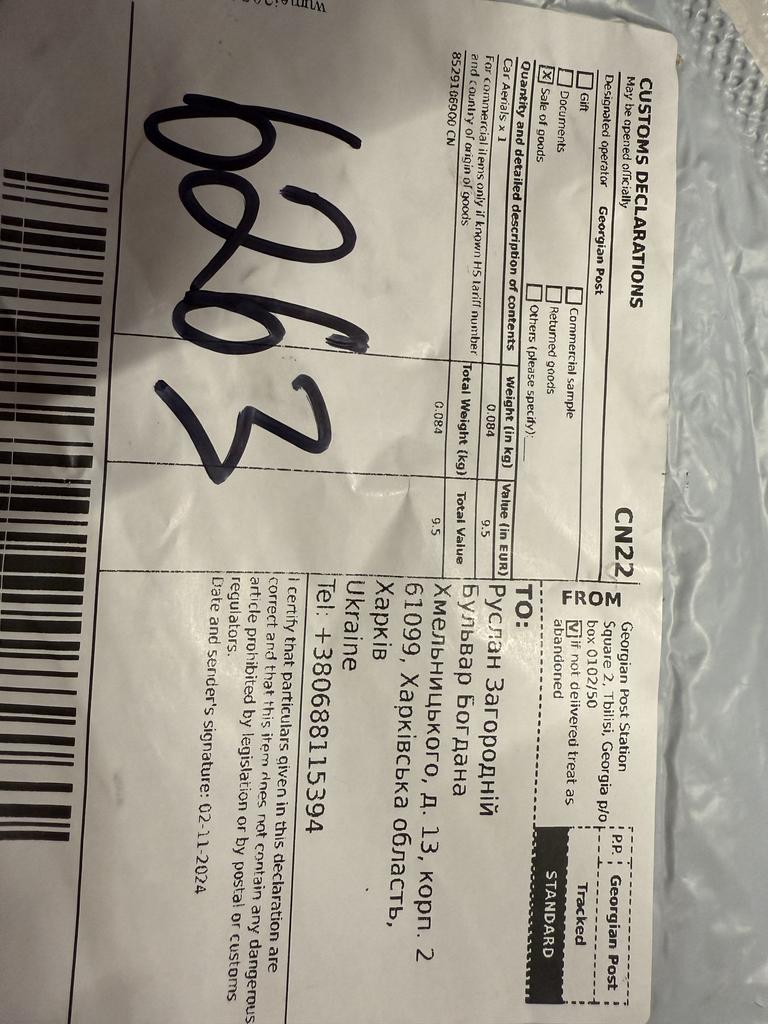 CUSTOMS DECLARATIONS
CN22
May be opened officially
Designated operator Georgian Post
Gift
Commercial sample
Documents
Returned goods
X Sale of goods
Others (please specify): __
Quantity and detailed description of contents
Weight (in kg)
Value (in EUR)
Car Aerials x 1
0.084
9.5
For commercial items only if known HS tariff number
and country of origin of goods
Total Weight (kg)
Total Value
8529106900 CN
0.084
9.5
6263
FROM
Georgian Post Station
Square 2, Tbilisi, Georgia p/o
box 0102/50
V If not delivered treat as
abandoned
P.P.
Georgian Post
Tracked
STANDARD
TO:
Руслан Загородній
Бульвар Богдана
Хмельницького, д. 13, корп. 2
61099, Харківська область,
Харків
Ukraine
Tel: +380688115394
I certify that particulars given in this declaration are
correct and that this item does not contain any dangerous
article prohibited by legislation or by postal or customs
regulators.
Date and sender's signature: 02-11-2024